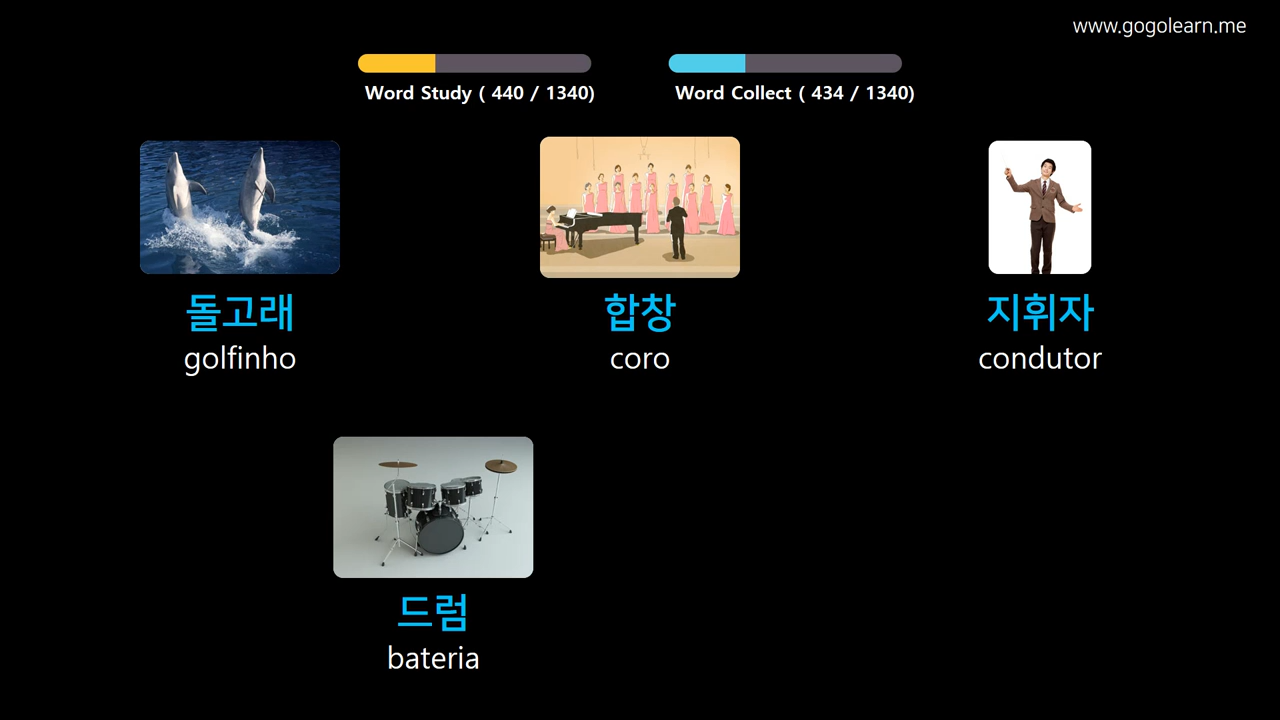 www.gogolearn.me
Word Study ( 440 / 1340)
Word Collect ( 434 / 1340)
돌고래
golfinho
합창
coro
지휘자
condutor
드럼
bateria